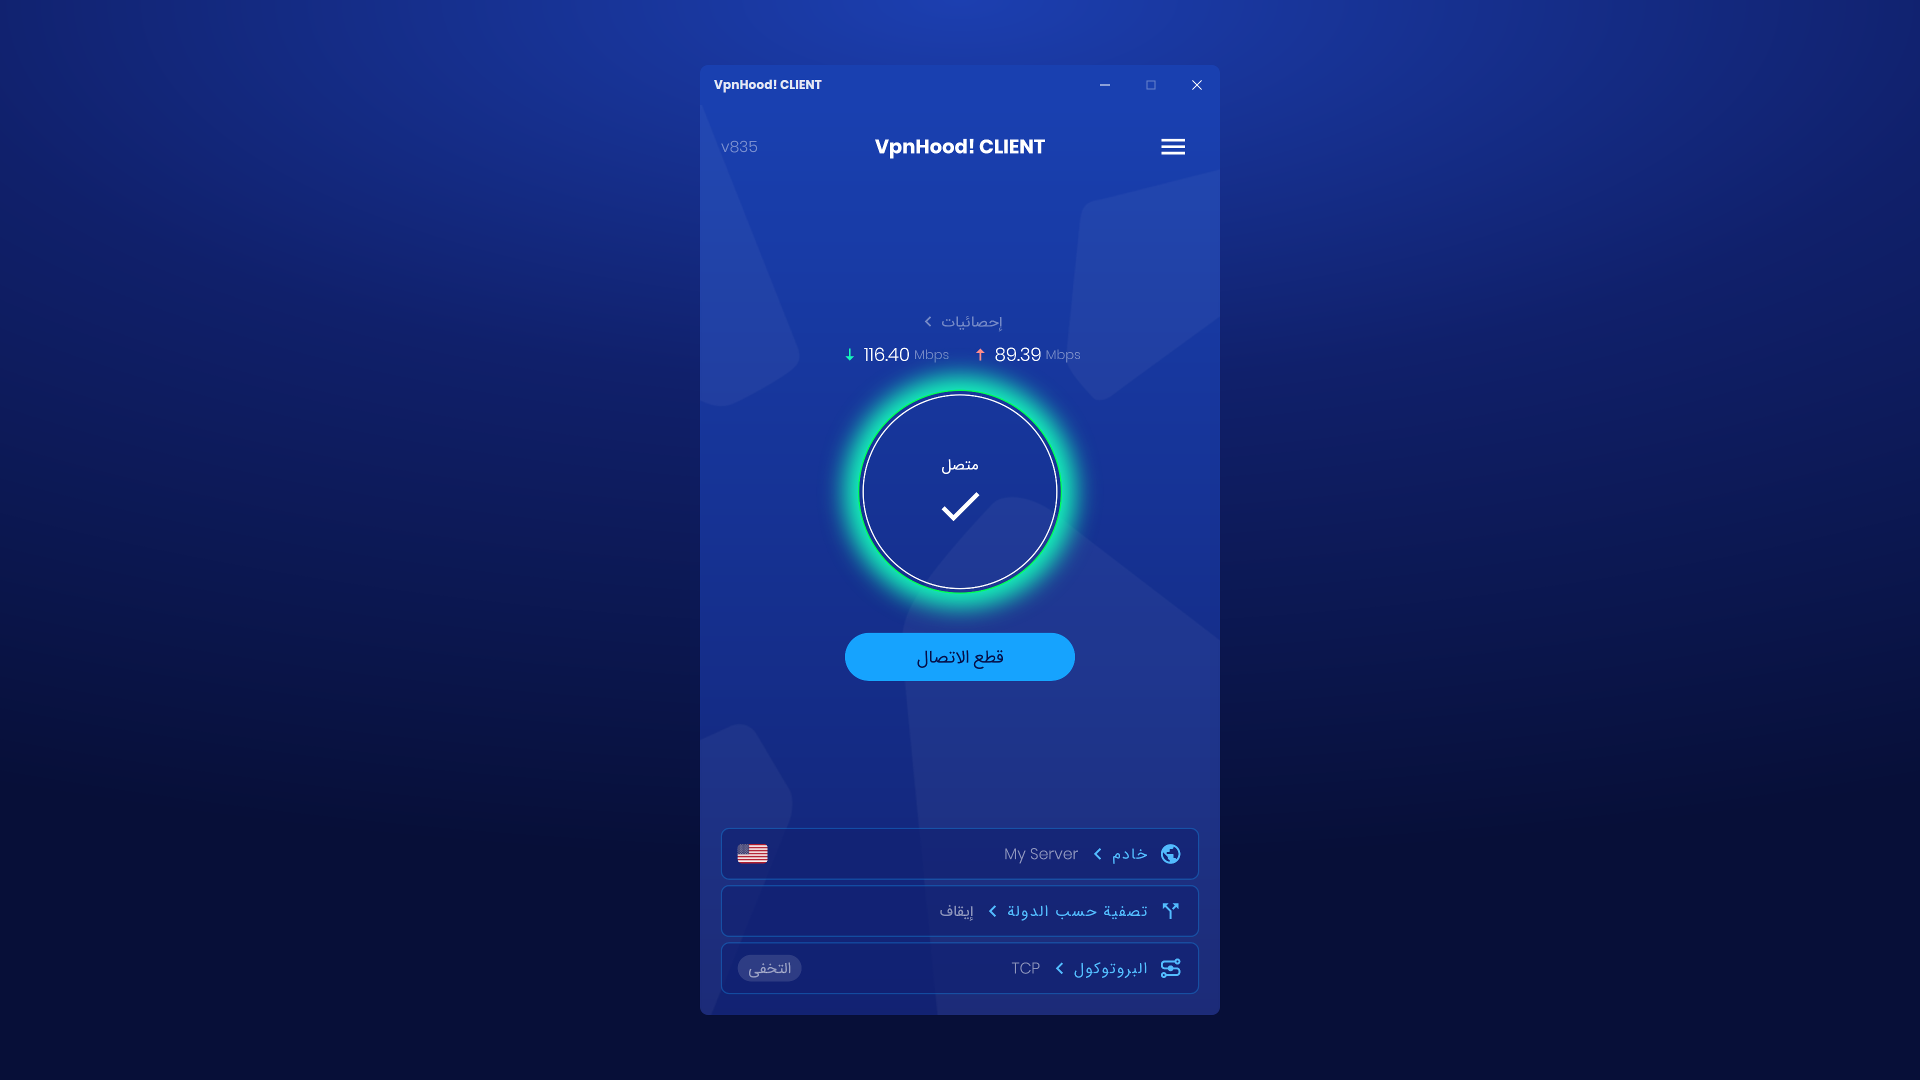 VpnHood! CLIENT
v835 VpnHood! CLIENT
إحصائيات
116.40 Mbps 89.39 Mbps
متصل
قطع الاتصال
خادم My Server
تصفية حسب الدولة إيقاف
البروتوكول TCP التخفي